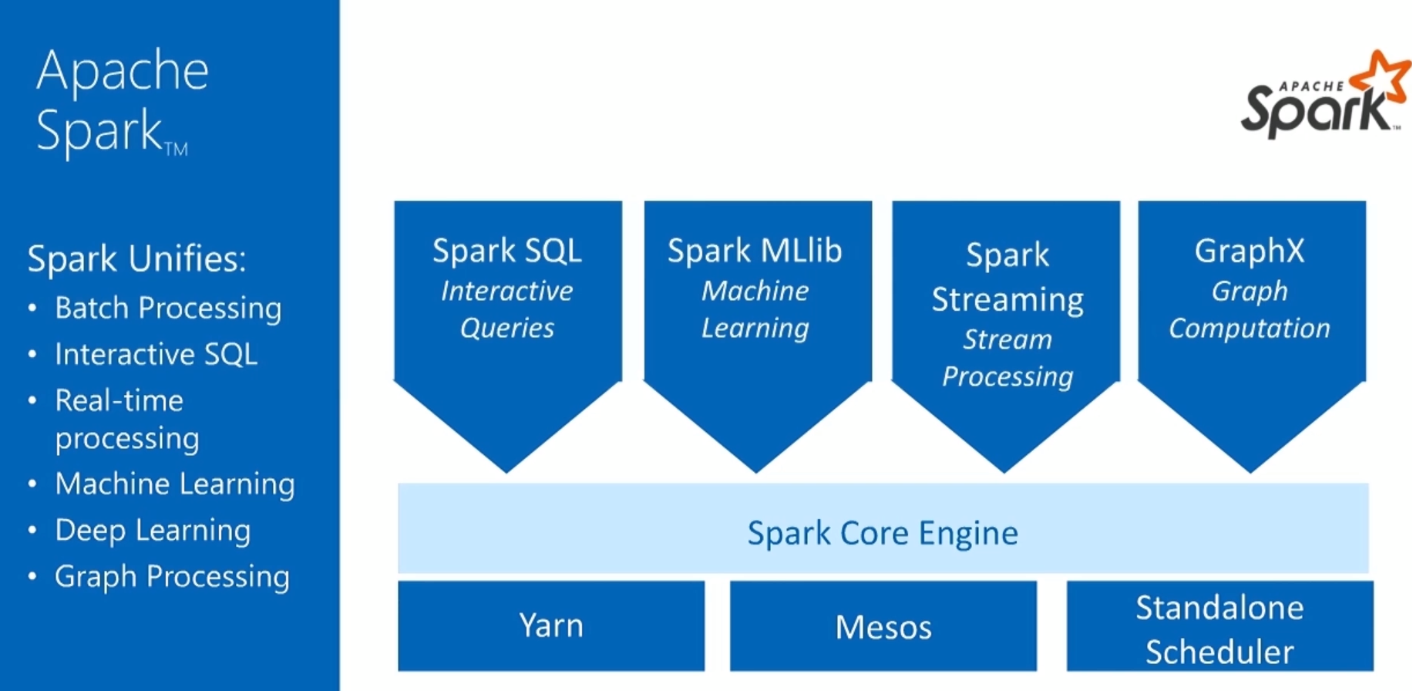 Apache
Spark™
Spark Unifies:
• Batch Processing
• Interactive SQL
• Real-time
processing
• Machine Learning
• Deep Learning
• Graph Processing
APACHE
Spark™
Spark SQL
Interactive
Queries
Spark MLlib
Machine
Learning
Spark
Streaming
Stream
Processing
GraphX
Graph
Computation
Spark Core Engine
Yarn
Mesos
Standalone
Scheduler